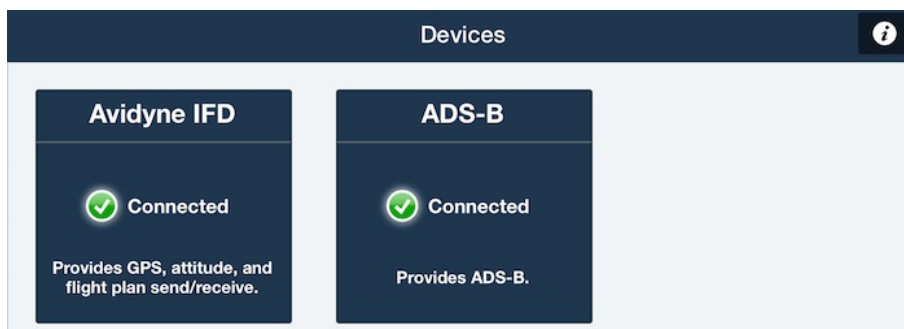 Devices
i
Avidyne IFD
Connected
Provides GPS, attitude, and
flight plan send/receive.
ADS-B
Connected
Provides ADS-B.